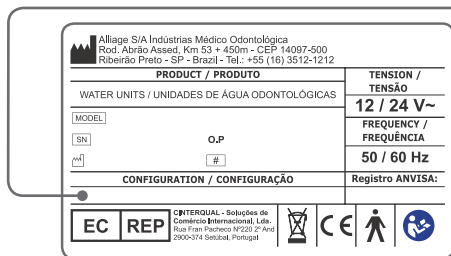 Alliage S/A Indústrias Médico Odontológica
Rod. Abrão Assed, Km 53 + 450m - CEP 14097-500
Ribeirão Preto - SP - Brazil - Tel.: +55 (16) 3512-1212
PRODUCT / PRODUTO
WATER UNITS / UNIDADES DE ÁGUA ODONTOLÓGICAS
MODEL
SN
O.P
#
TENSION /
TENSÃO
12 / 24 V~
FREQUENCY /
FREQUÊNCIA
50 / 60 Hz
CONFIGURATION / CONFIGURAÇÃO
Registro ANVISA:
EC REP
CINTERQUAL - Soluções de
Comércio Internacional, Lda.
Rua Fran Pacheco Nº220 2º And
2900-374 Setúbal, Portugal
CE